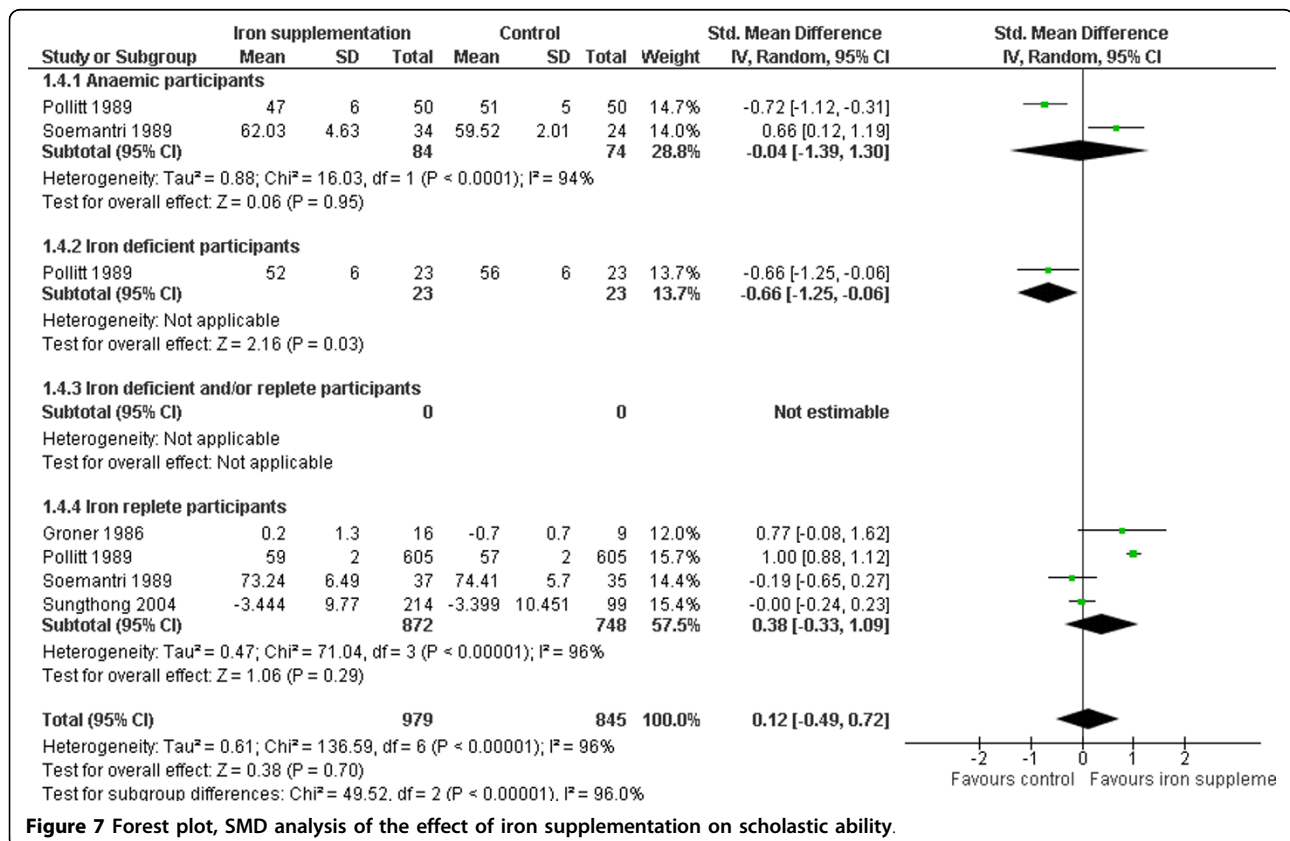 Iron supplementation Control Std. Mean Difference Std. Mean Difference
Study or Subgroup Mean SD Total Mean SD Total Weight IV, Random, 95% CI IV, Random, 95% CI
1.4.1 Anaemic participants
Pollitt 1989 47 6 50 51 5 50 14.7% -0.72 [-1.12, -0.31]
Soemantri 1989 62.03 4.63 34 59.52 2.01 24 14.0% 0.66 [0.12, 1.19]
Subtotal (95% CI) 84 74 28.8% -0.04 [-1.39, 1.30]
Heterogeneity: Tau² = 0.88; Chi² = 16.03, df = 1 (P < 0.0001); I² = 94%
Test for overall effect: Z = 0.06 (P = 0.95)
1.4.2 Iron deficient participants
Pollitt 1989 52 6 23 56 6 23 13.7% -0.66 [-1.25, -0.06]
Subtotal (95% CI) 23 23 13.7% -0.66 [-1.25, -0.06]
Heterogeneity: Not applicable
Test for overall effect: Z = 2.16 (P = 0.03)
1.4.3 Iron deficient and/or replete participants
Subtotal (95% CI) 0 0 Not estimable
Heterogeneity: Not applicable
Test for overall effect: Not applicable
1.4.4 Iron replete participants
Groner 1986 0.2 1.3 16 -0.7 0.7 9 12.0% 0.77 [-0.08, 1.62]
Pollitt 1989 59 2 605 57 2 605 15.7% 1.00 [0.88, 1.12]
Soemantri 1989 73.24 6.49 37 74.41 5.7 35 14.4% -0.19 [-0.65, 0.27]
Sungthong 2004 -3.444 9.77 214 -3.399 10.451 99 15.4% -0.00 [-0.24, 0.23]
Subtotal (95% CI) 872 748 57.5% 0.38 [-0.33, 1.09]
Heterogeneity: Tau² = 0.47; Chi² = 71.04, df = 3 (P < 0.00001); I² = 96%
Test for overall effect: Z = 1.06 (P = 0.29)
Total (95% CI) 979 845 100.0% 0.12 [-0.49, 0.72]
Heterogeneity: Tau² = 0.61; Chi² = 136.59, df = 6 (P < 0.00001); I² = 96%
Test for overall effect: Z = 0.38 (P = 0.70)
Test for subgroup differences: Chi² = 49.52, df = 2 (P < 0.00001), I² = 96.0%
-2 -1 0 1 2
Favours control Favours iron suppleme
Figure 7 Forest plot, SMD analysis of the effect of iron supplementation on scholastic ability.